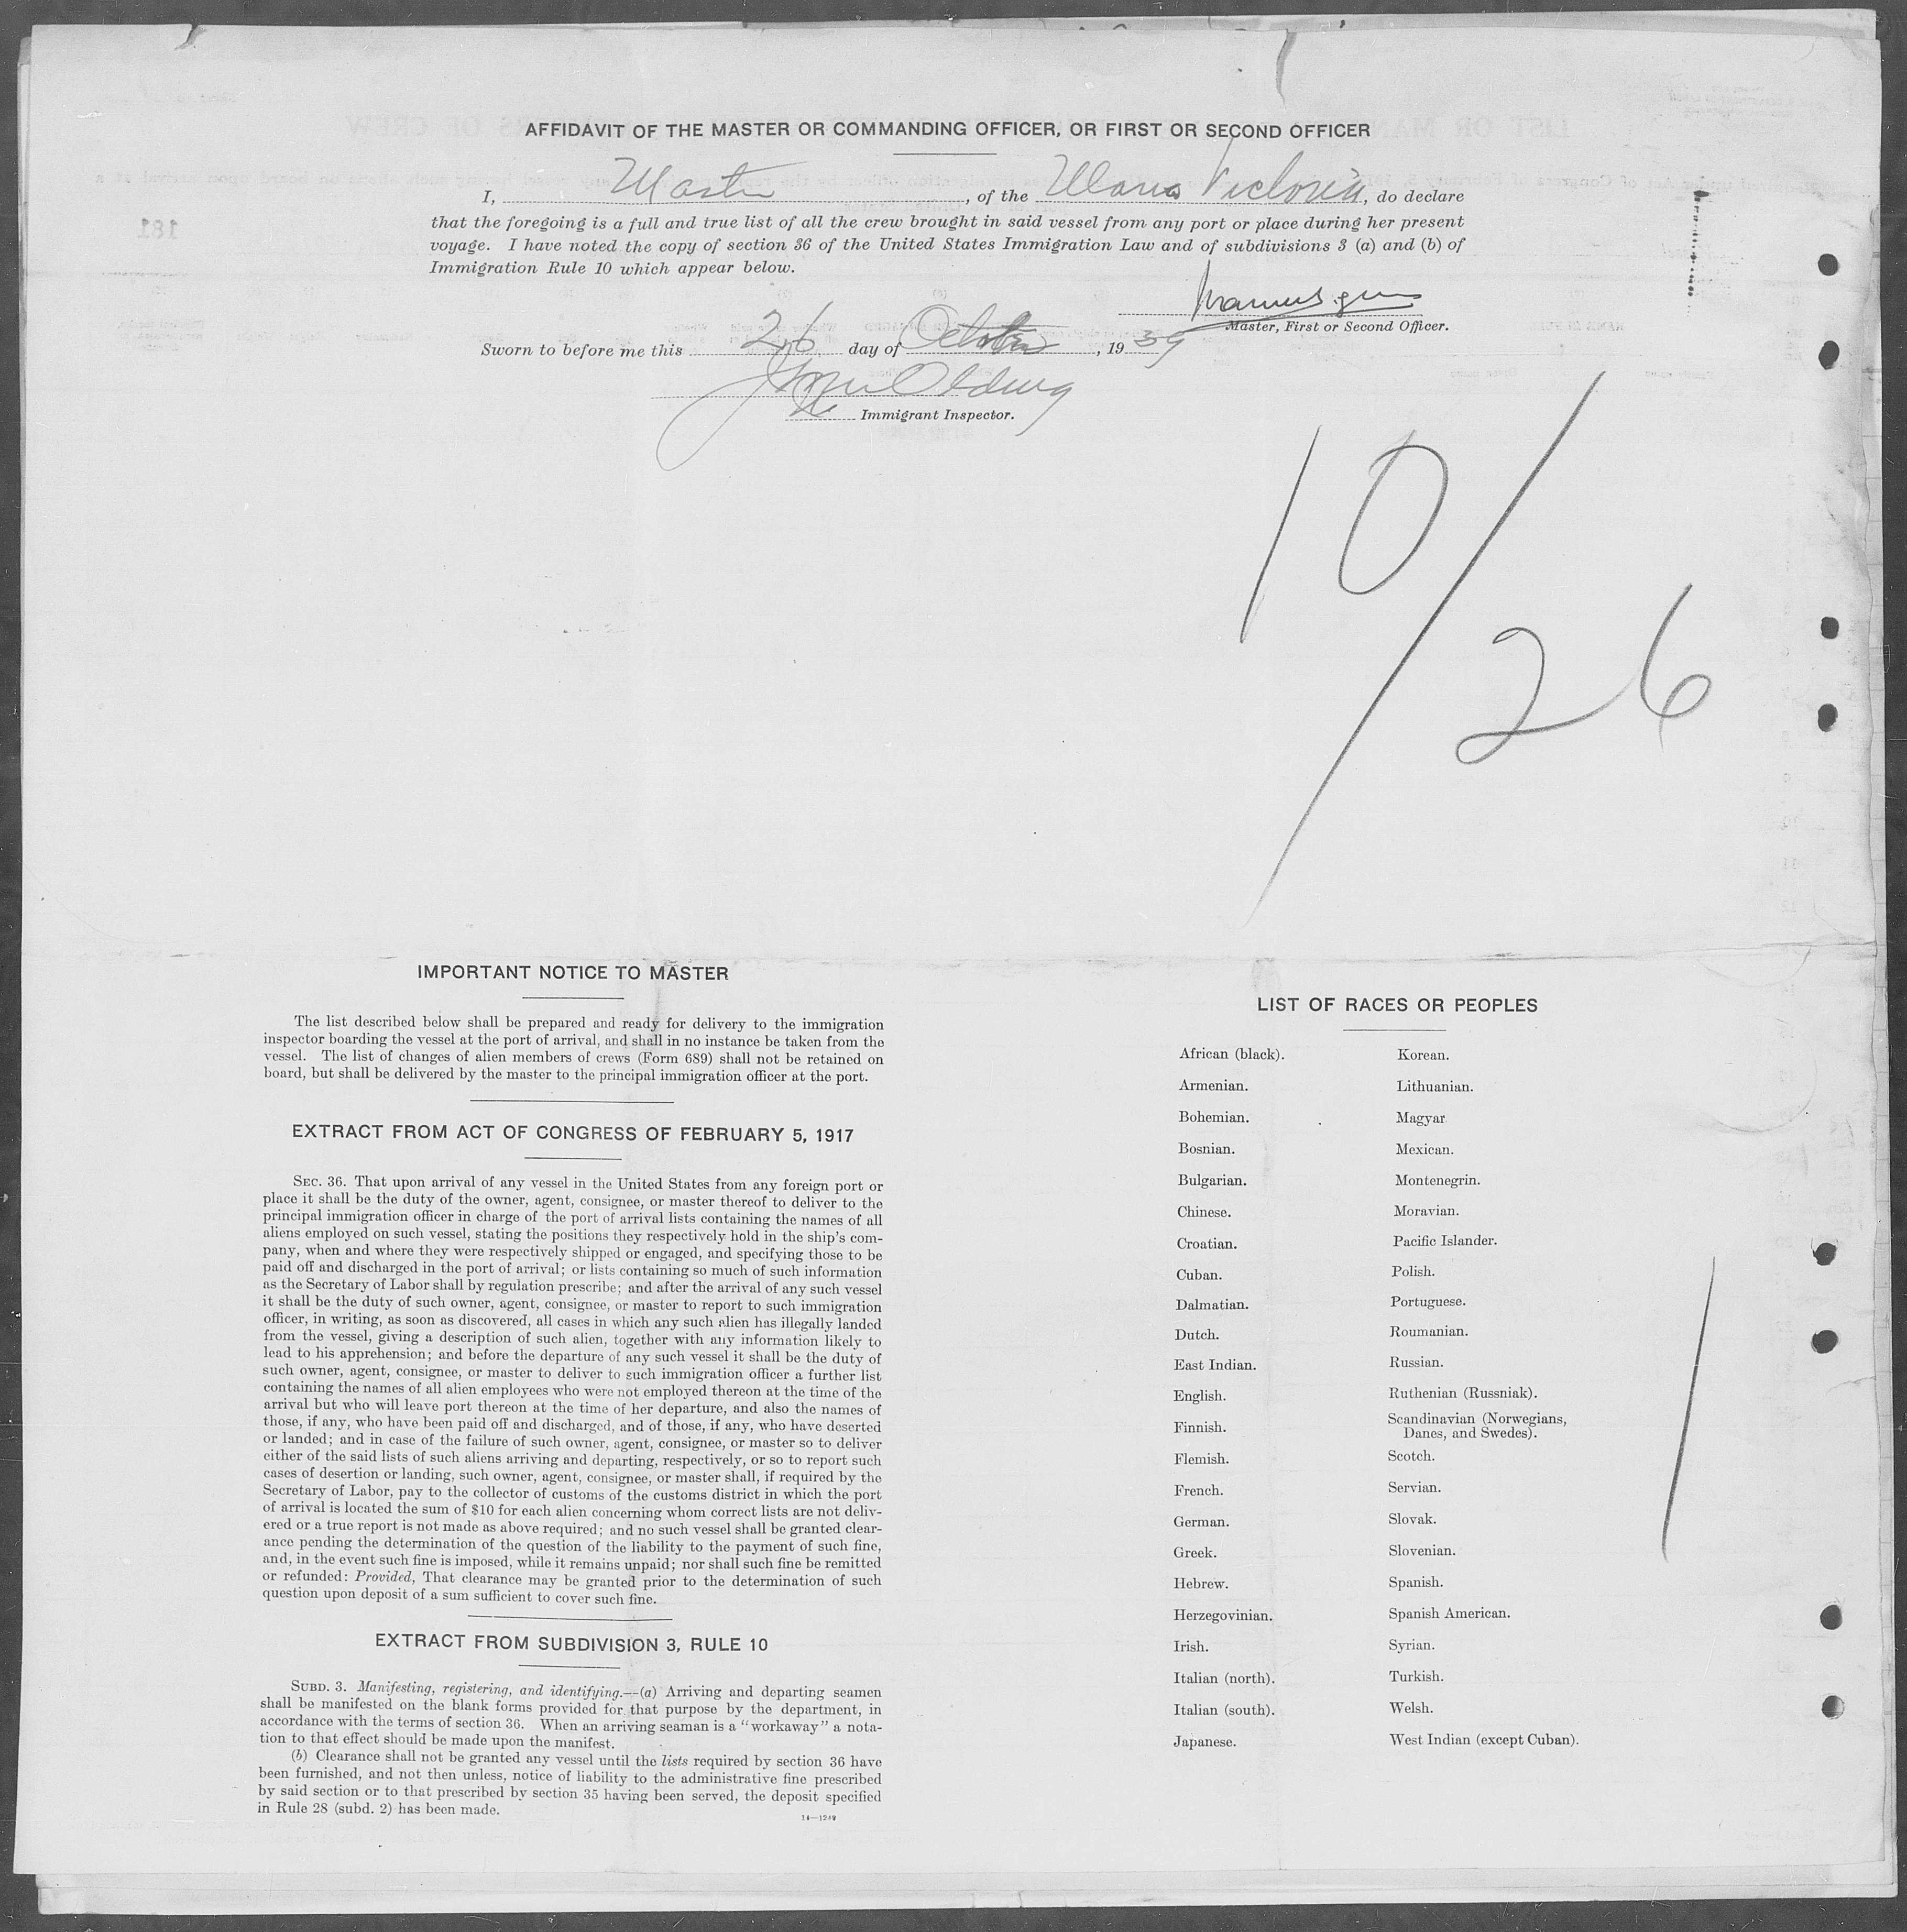 AFFIDAVIT OF THE MASTER OR COMMANDING OFFICER, OR FIRST OR SECOND OFFICER
I, Master, of the Maria Victoria, do declare
that the foregoing is a full and true list of all the crew brought in said vessel from any port or place during her present
voyage. I have noted the copy of section 36 of the United States Immigration Law and of subdivisions 3 (a) and (b) of
Immigration Rule 10 which appear below.
Master, First or Second Officer.
Sworn to before me this 26 day of October, 1939
Immigrant Inspector.
10/26
IMPORTANT NOTICE TO MASTER
The list described below shall be prepared and ready for delivery to the immigration
inspector boarding the vessel at the port of arrival, and shall in no instance be taken from the
vessel. The list of changes of alien members of crews (Form 689) shall not be retained on
board, but shall be delivered by the master to the principal immigration officer at the port.
EXTRACT FROM ACT OF CONGRESS OF FEBRUARY 5, 1917
SEC. 36. That upon arrival of any vessel in the United States from any foreign port or
place it shall be the duty of the owner, agent, consignee, or master thereof to deliver to the
principal immigration officer in charge of the port of arrival lists containing the names of all
aliens employed on such vessel, stating the positions they respectively hold in the ship's com-
pany, when and where they were respectively shipped or engaged, and specifying those to be
paid off and discharged in the port of arrival; or lists containing so much of such information
as the Secretary of Labor shall by regulation prescribe; and after the arrival of any such vessel
it shall be the duty of such owner, agent, consignee, or master to report to such immigration
officer, in writing, as soon as discovered, all cases in which any such alien has illegally landed
from the vessel, giving a description of such alien, together with any information likely to
lead to his apprehension; and before the departure of any such vessel it shall be the duty of
such owner, agent, consignee, or master to deliver to such immigration officer a further list
containing the names of all alien employees who were not employed thereon at the time of the
arrival but who will leave port thereon at the time of her departure, and also the names of
those, if any, who have been paid off and discharged, and of those, if any, who have deserted
or landed; and in case of the failure of such owner, agent, consignee, or master so to deliver
either of the said lists of such aliens arriving and departing, respectively, or so to report such
cases of desertion or landing, such owner, agent, consignee, or master shall, if required by the
Secretary of Labor, pay to the collector of customs of the customs district in which the port
of arrival is located the sum of $10 for each alien concerning whom correct lists are not deliv-
ered or a true report is not made as above required; and no such vessel shall be granted clear-
ance pending the determination of the question of the liability to the payment of such fine,
and, in the event such fine is imposed, while it remains unpaid; nor shall such fine be remitted
or refunded: Provided, That clearance may be granted prior to the determination of such
question upon deposit of a sum sufficient to cover such fine.
EXTRACT FROM SUBDIVISION 3, RULE 10
SUBD. 3. Manifesting, registering, and identifying.—(a) Arriving and departing seamen
shall be manifested on the blank forms provided for that purpose by the department, in
accordance with the terms of section 36. When an arriving seaman is a "workaway" a nota-
tion to that effect should be made upon the manifest.
(b) Clearance shall not be granted any vessel until the lists required by section 36 have
been furnished, and not then unless, notice of liability to the administrative fine prescribed
by said section or to that prescribed by section 35 having been served, the deposit specified
in Rule 28 (subd. 2) has been made.
LIST OF RACES OR PEOPLES
African (black).
Armenian.
Bohemian.
Bosnian.
Bulgarian.
Chinese.
Croatian.
Cuban.
Dalmatian.
Dutch.
East Indian.
English.
Finnish.
Flemish.
French.
German.
Greek.
Hebrew.
Herzegovinian.
Irish.
Italian (north).
Italian (south).
Japanese.
Korean.
Lithuanian.
Magyar
Mexican.
Montenegrin.
Moravian.
Pacific Islander.
Polish.
Portuguese.
Roumanian.
Russian.
Ruthenian (Russniak).
Scandinavian (Norwegians,
Danes, and Swedes).
Scotch.
Servian.
Slovak.
Slovenian.
Spanish.
Spanish American.
Syrian.
Turkish.
Welsh.
West Indian (except Cuban).